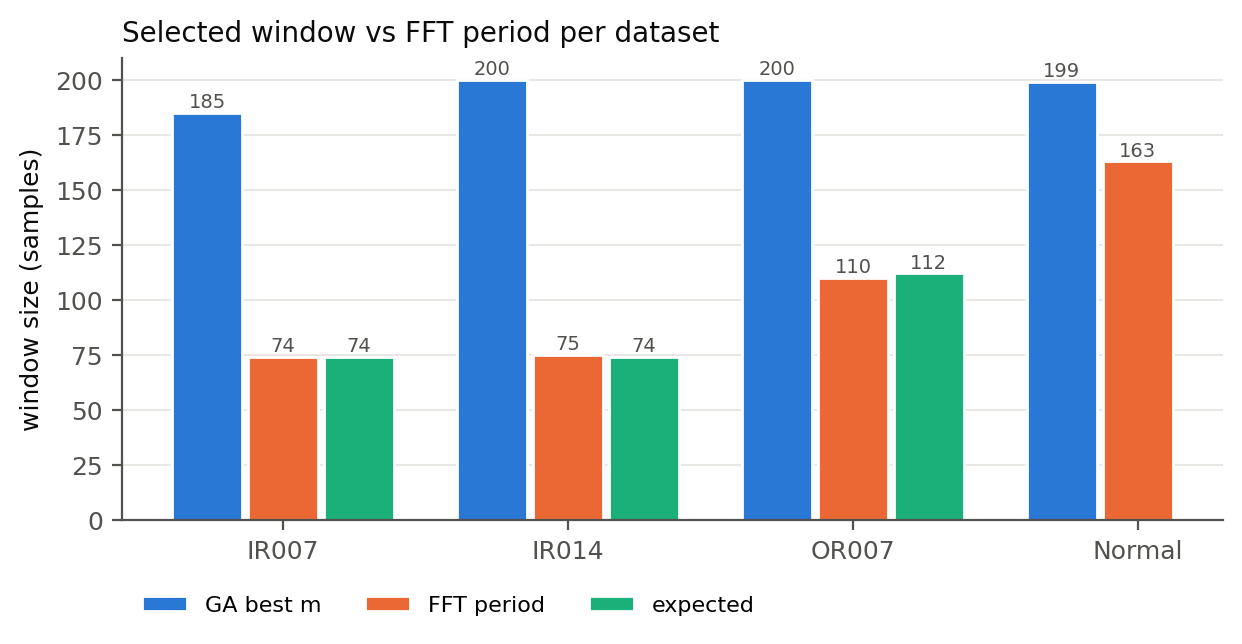 Selected window vs FFT period per dataset
window size (samples)
200
175
150
125
100
75
50
25
0
185
74
74
200
75
74
200
110
112
199
163
IR007
IR014
OR007
Normal
GA best m
FFT period
expected